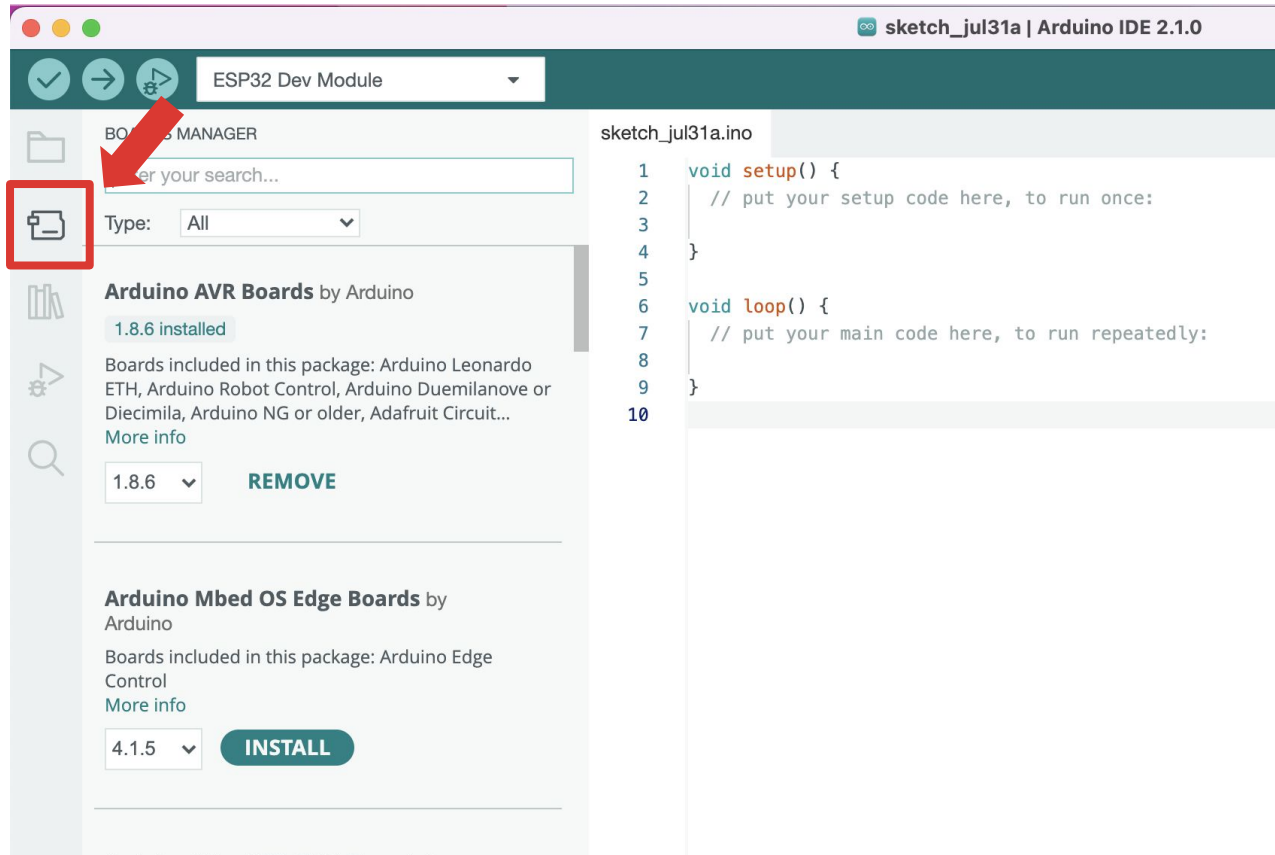 sketch_jul31a | Arduino IDE 2.1.0
ESP32 Dev Module
MANAGER
your search...
Type: All
Arduino AVR Boards by Arduino
1.8.6 installed
Boards included in this package: Arduino Leonardo
ETH, Arduino Robot Control, Arduino Duemilanove or
Diecimila, Arduino NG or older, Adafruit Circuit...
More info
1.8.6 REMOVE
Arduino Mbed OS Edge Boards by
Arduino
Boards included in this package: Arduino Edge
Control
More info
4.1.5 INSTALL
sketch_jul31a.ino
1 void setup() {
2 // put your setup code here, to run once:
3
4 }
5
6 void loop() {
7 // put your main code here, to run repeatedly:
8
9 }
10